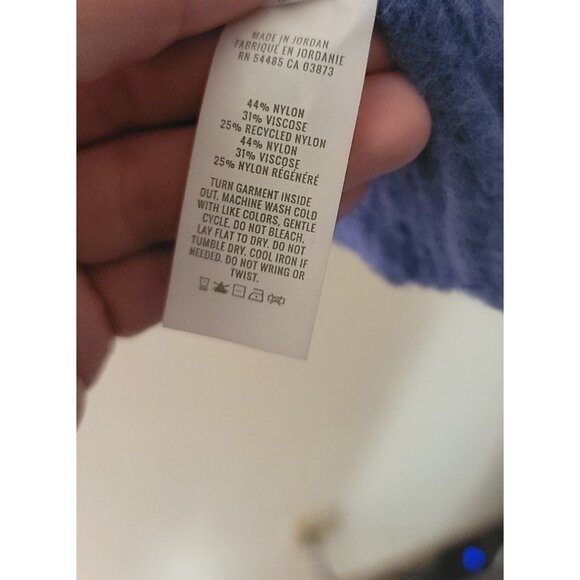 MADE IN JORDAN
FABRIQUÉ EN JORDANIE
RN 54485 CA 03873
44% NYLON
31% VISCOSE
25% RECYCLED NYLON
44% NYLON
31% VISCOSE
25% NYLON RÉGÉNÉRÉ
TURN GARMENT INSIDE
OUT. MACHINE WASH COLD
WITH LIKE COLORS, GENTLE
CYCLE. DO NOT BLEACH.
LAY FLAT TO DRY. DO NOT
TUMBLE DRY. COOL IRON IF
NEEDED. DO NOT WRING OR
TWIST.